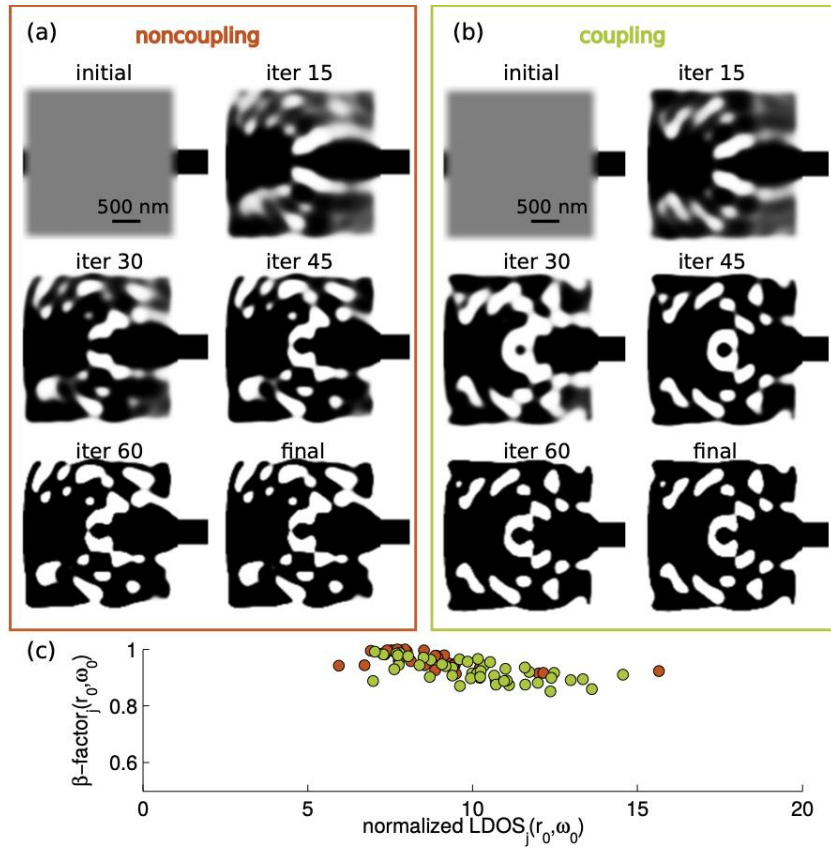 (a) noncoupling
initial iter 15
500 nm
iter 30 iter 45
iter 60 final
(b) coupling
initial iter 15
500 nm
iter 30 iter 45
iter 60 final
(c)
β-factor_j(r_0,ω_0)
1
0.8
0.6
0 5 10 15 20
normalized LDOS_j(r_0,ω_0)